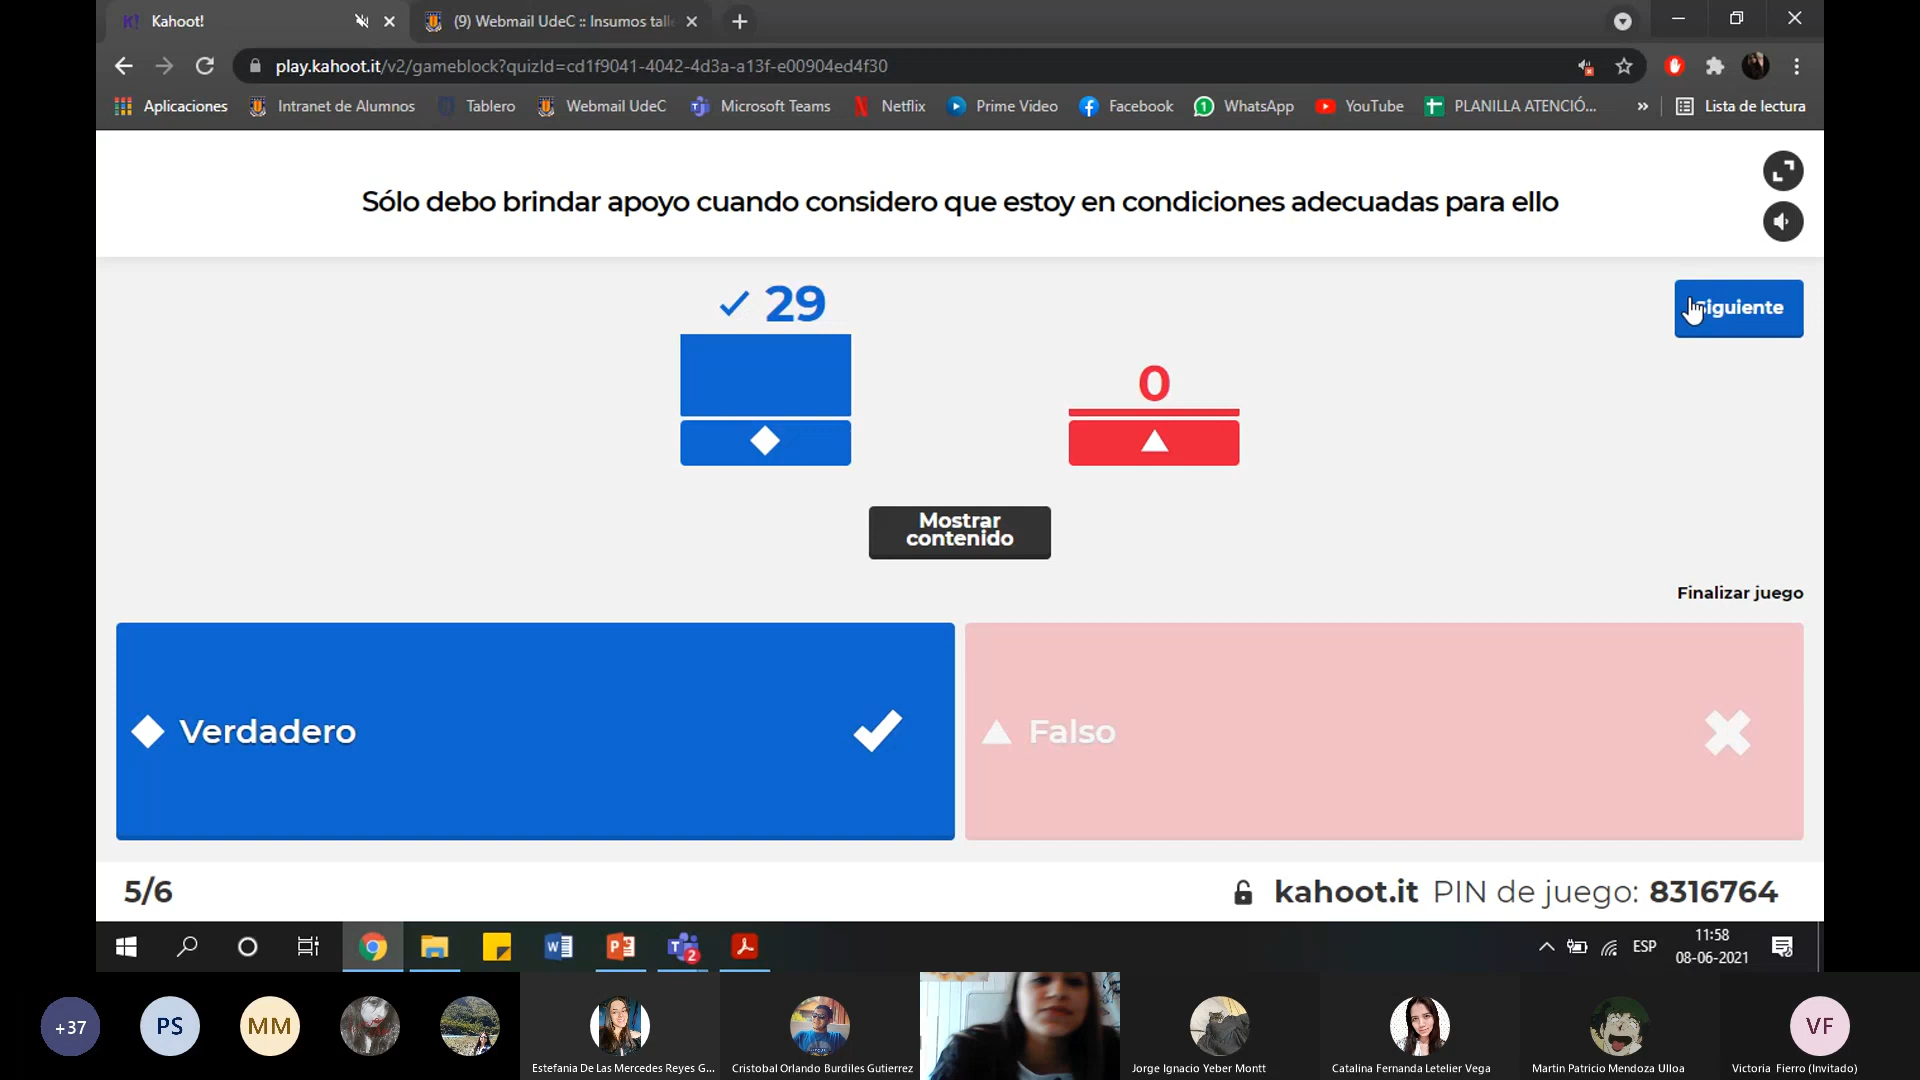 Kahoot!
(9) Webmail UdeC :: Insumos talle
play.kahoot.it/v2/gameblock?quizId=cd1f9041-4042-4d3a-a13f-e00904ed4f30
Aplicaciones Intranet de Alumnos Tablero Webmail UdeC Microsoft Teams Netflix Prime Video Facebook WhatsApp YouTube PLANILLA ATENCIÓ... » Lista de lectura
Sólo debo brindar apoyo cuando considero que estoy en condiciones adecuadas para ello
29
Siguiente
0
Mostrar
contenido
Finalizar juego
Verdadero
Falso
5/6
kahoot.it PIN de juego: 8316764
ESP
11:58
08-06-2021
2
+37
PS
MM
VF
Estefania De Las Mercedes Reyes G...
Cristobal Orlando Burdiles Gutierrez
Jorge Ignacio Yeber Montt
Catalina Fernanda Letelier Vega
Martin Patricio Mendoza Ulloa
Victoria Fierro (Invitado)